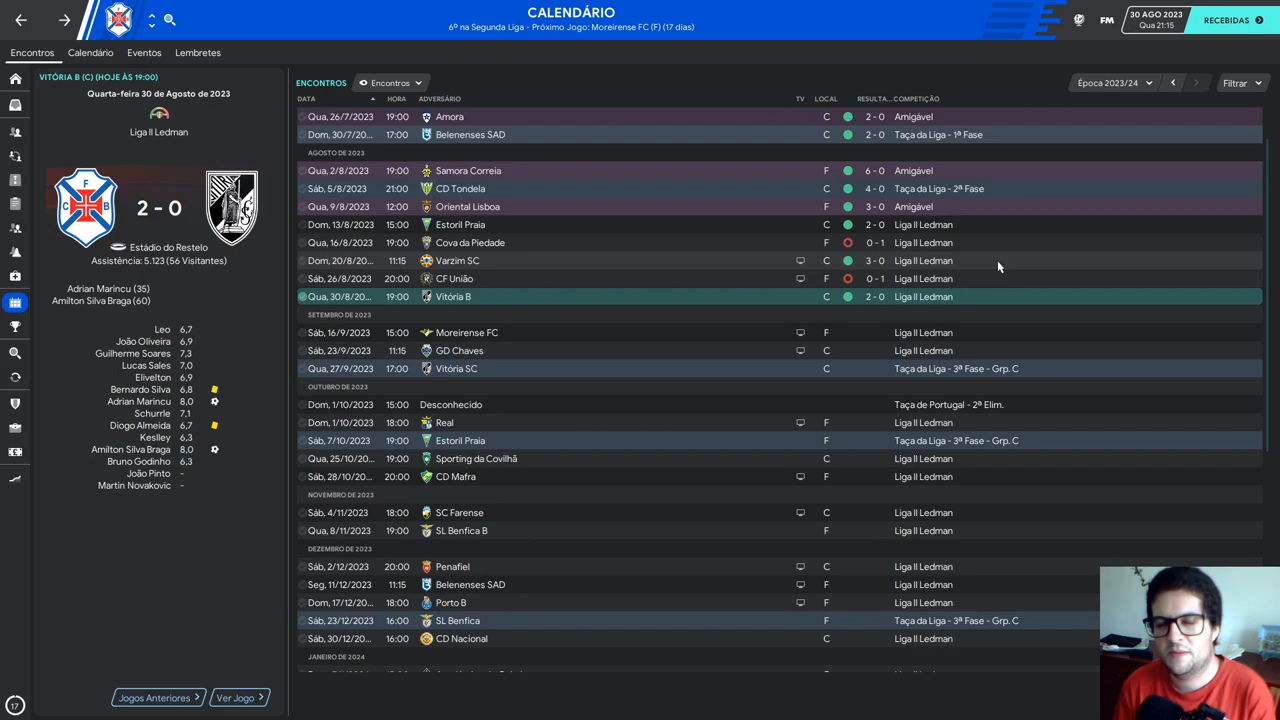 CALENDÁRIO
6º na Segunda Liga - Próximo Jogo: Moreirense FC (F) (17 dias)
FM
30 AGO 2023
Qua 21:15
RECEBIDAS
Encontros Calendário Eventos Lembretes
VITÓRIA B (C) (HOJE ÀS 19:00)
Quarta-feira 30 de Agosto de 2023
Liga II Ledman
F
C B
2 - 0
Estádio do Restelo
Assistência: 5.123 (56 Visitantes)
Adrian Marincu (35)
Amílton Silva Braga (60)
Leo 6,7
João Oliveira 6,9
Guilherme Soares 7,3
Lucas Sales 7,0
Elivelton 6,9
Bernardo Silva 6,8
Adrian Marincu 8,0
Schurrle 7,1
Diogo Almeida 6,7
Keslley 6,3
Amílton Silva Braga 8,0
Bruno Godinho 6,3
João Pinto -
Martin Novakovic -
Jogos Anteriores
Ver Jogo
17
ENCONTROS Encontros Época 2023/24 Filtrar
DATA HORA ADVERSÁRIO TV LOCAL RESULTA... COMPETIÇÃO
Qua, 26/7/2023 19:00 Amora C 2 - 0 Amigável
Dom, 30/7/20... 17:00 Belenenses SAD C 2 - 0 Taça da Liga - 1ª Fase
AGOSTO DE 2023
Qua, 2/8/2023 19:00 Samora Correia F 6 - 0 Amigável
Sáb, 5/8/2023 21:00 CD Tondela C 4 - 0 Taça da Liga - 2ª Fase
Qua, 9/8/2023 12:00 Oriental Lisboa F 3 - 0 Amigável
Dom, 13/8/2023 15:00 Estoril Praia C 2 - 0 Liga II Ledman
Qua, 16/8/2023 19:00 Cova da Piedade F 0 - 1 Liga II Ledman
Dom, 20/8/202... 11:15 Varzim SC C 3 - 0 Liga II Ledman
Sáb, 26/8/2023 20:00 CF União F 0 - 1 Liga II Ledman
Qua, 30/8/20... 19:00 Vitória B C 2 - 0 Liga II Ledman
SETEMBRO DE 2023
Sáb, 16/9/2023 15:00 Moreirense FC F Liga II Ledman
Sáb, 23/9/2023 11:15 GD Chaves C Liga II Ledman
Qua, 27/9/2023 17:00 Vitória SC C Taça da Liga - 3ª Fase - Grp. C
OUTUBRO DE 2023
Dom, 1/10/2023 15:00 Desconhecido Taça de Portugal - 2ª Elim.
Dom, 1/10/2023 18:00 Real F Liga II Ledman
Sáb, 7/10/2023 19:00 Estoril Praia F Taça da Liga - 3ª Fase - Grp. C
Qua, 25/10/20... 19:00 Sporting da Covilhã C Liga II Ledman
Sáb, 28/10/20... 20:00 CD Mafra F Liga II Ledman
NOVEMBRO DE 2023
Sáb, 4/11/2023 18:00 SC Farense C Liga II Ledman
Qua, 8/11/2023 19:00 SL Benfica B F Liga II Ledman
DEZEMBRO DE 2023
Sáb, 2/12/2023 20:00 Penafiel C Liga II Ledman
Seg, 11/12/2023 11:15 Belenenses SAD F Liga II Ledman
Dom, 17/12/20... 18:00 Porto B F Liga II Ledman
Sáb, 23/12/2023 16:00 SL Benfica F Taça da Liga - 3ª Fase - Grp. C
Sáb, 30/12/20... 16:00 CD Nacional C Liga II Ledman
JANEIRO DE 2024